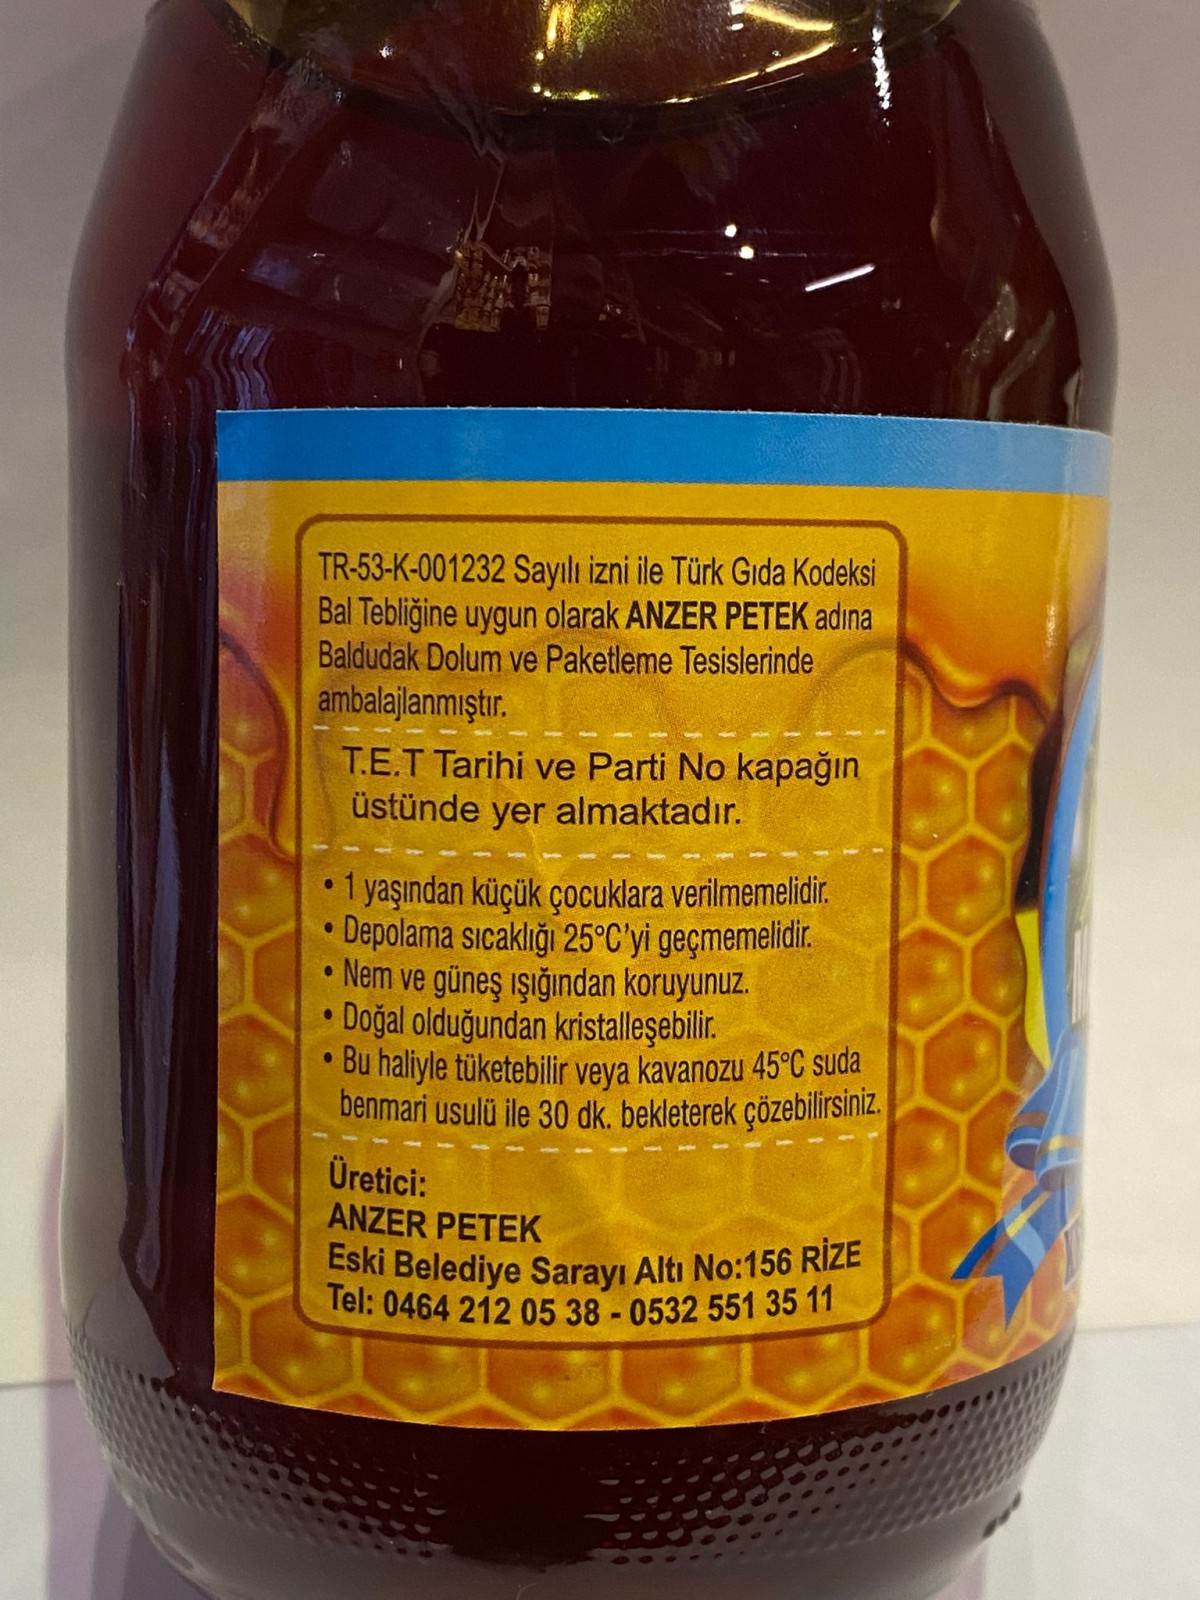 TR-53-K-001232 Sayılı izni ile Türk Gıda Kodeksi
Bal Tebliğine uygun olarak ANZER PETEK adına
Baldudak Dolum ve Paketleme Tesislerinde
ambalajlanmıştır.
T.E.T Tarihi ve Parti No kapağın
üstünde yer almaktadır.
• 1 yaşından küçük çocuklara verilmemelidir.
• Depolama sıcaklığı 25°C'yi geçmemelidir.
• Nem ve güneş ışığından koruyunuz.
• Doğal olduğundan kristalleşebilir.
• Bu haliyle tüketebilir veya kavanozu 45°C suda
benmari usulü ile 30 dk. bekleterek çözebilirsiniz.
Üretici:
ANZER PETEK
Eski Belediye Sarayı Altı No:156 RİZE
Tel: 0464 212 05 38 - 0532 551 35 11